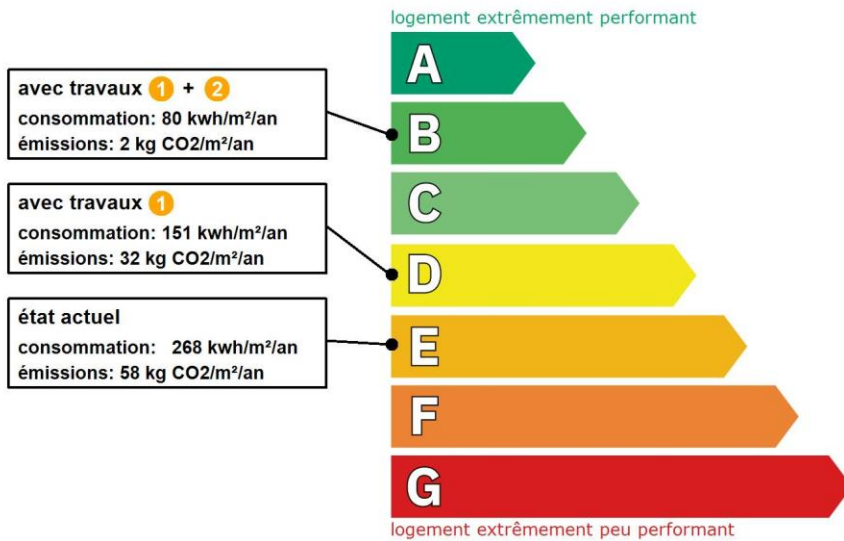 logement extrêmement performant
A
avec travaux 1 + 2
consommation: 80 kwh/m²/an
émissions: 2 kg CO2/m²/an
B
C
avec travaux 1
consommation: 151 kwh/m²/an
émissions: 32 kg CO2/m²/an
D
état actuel
consommation: 268 kwh/m²/an
émissions: 58 kg CO2/m²/an
E
F
G
logement extrêmement peu performant